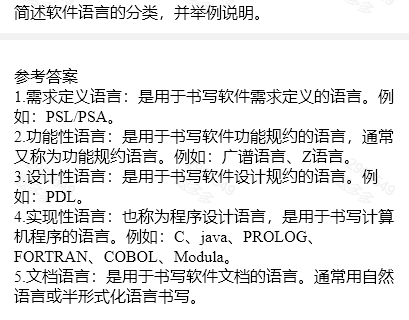 简述软件语言的分类，并举例说明。
参考答案
1.需求定义语言：是用于书写软件需求定义的语言。例
如：PSL/PSA。
2.功能性语言：是用于书写软件功能规约的语言，通常
又称为功能规约语言。例如：广谱语言、Z语言。
3.设计性语言：是用于书写软件设计规约的语言。例
如：PDL。
4.实现性语言：也称为程序设计语言，是用于书写计算
机程序的语言。例如：C、java、PROLOG、
FORTRAN、COBOL、Modula。
5.文档语言：是用于书写软件文档的语言。通常用自然
语言或半形式化语言书写。